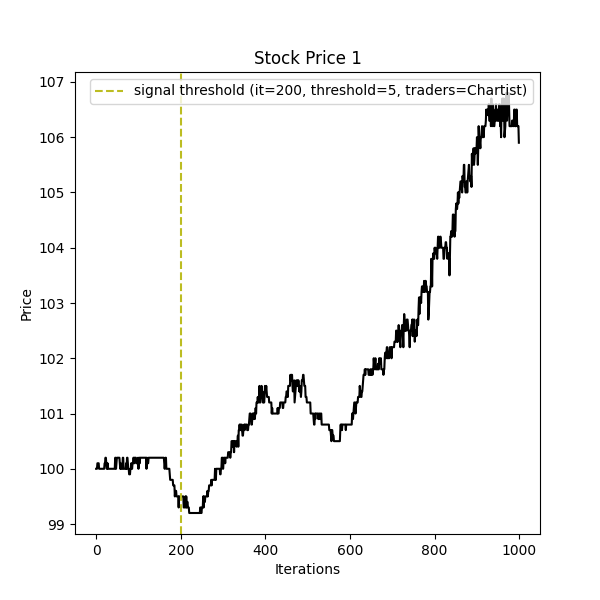 Stock Price 1
signal threshold (it=200, threshold=5, traders=Chartist)
107
106
105
104
103
102
101
100
99
Price
0 200 400 600 800 1000
Iterations